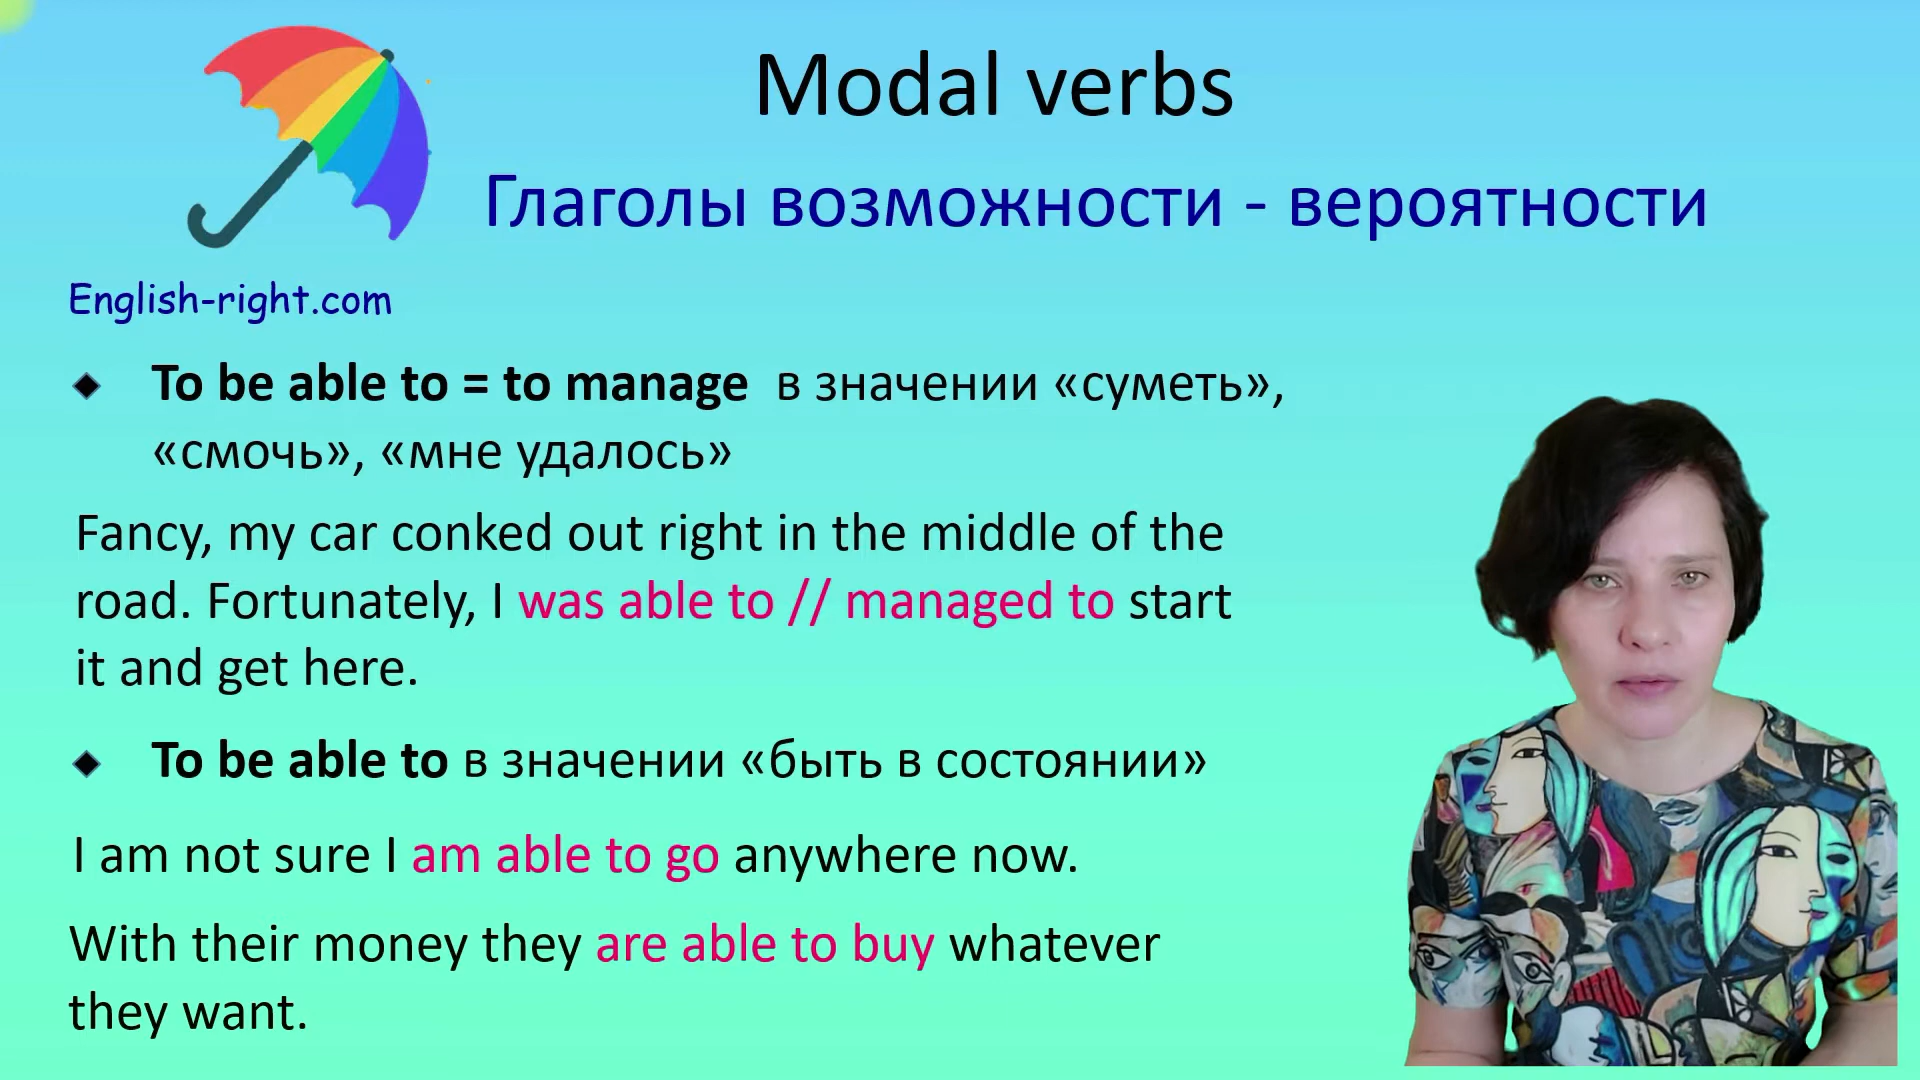 Modal verbs
Глаголы возможности - вероятности
English-right.com
To be able to = to manage в значении «суметь»,
«смочь», «мне удалось»
Fancy, my car conked out right in the middle of the
road. Fortunately, I was able to // managed to start
it and get here.
To be able to в значении «быть в состоянии»
I am not sure I am able to go anywhere now.
With their money they are able to buy whatever
they want.